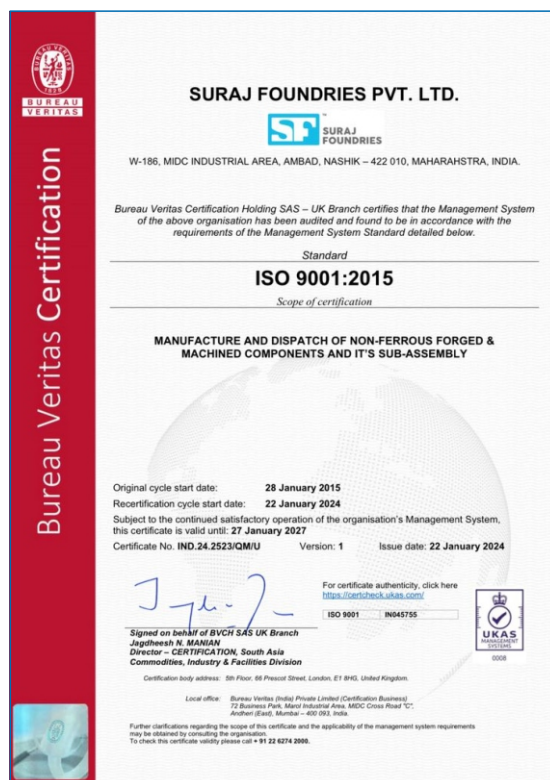 BUREAU VERITAS
1828
BUREAU
VERITAS
Bureau Veritas Certification
SURAJ FOUNDRIES PVT. LTD.
SF
™
SURAJ
FOUNDRIES
W-186, MIDC INDUSTRIAL AREA, AMBAD, NASHIK – 422 010, MAHARAHSTRA, INDIA.
Bureau Veritas Certification Holding SAS – UK Branch certifies that the Management System
of the above organisation has been audited and found to be in accordance with the
requirements of the Management System Standard detailed below.
Standard
ISO 9001:2015
Scope of certification
MANUFACTURE AND DISPATCH OF NON-FERROUS FORGED &
MACHINED COMPONENTS AND IT'S SUB-ASSEMBLY
Original cycle start date: 28 January 2015
Recertification cycle start date: 22 January 2024
Subject to the continued satisfactory operation of the organisation's Management System,
this certificate is valid until: 27 January 2027
Certificate No. IND.24.2523/QM/U Version: 1 Issue date: 22 January 2024
For certificate authenticity, click here
https://certcheck.ukas.com/
ISO 9001 IN045755
UKAS
MANAGEMENT
SYSTEMS
0008
Signed on behalf of BVCH SAS UK Branch
Jagdheesh N. MANIAN
Director – CERTIFICATION, South Asia
Commodities, Industry & Facilities Division
Certification body address: 5th Floor, 66 Prescot Street, London, E1 8HG, United Kingdom.
Local office: Bureau Veritas (India) Private Limited (Certification Business)
72 Business Park, Marol Industrial Area, MIDC Cross Road "C",
Andheri (East), Mumbai – 400 093, India.
Further clarifications regarding the scope of this certificate and the applicability of the management system requirements
may be obtained by consulting the organisation.
To check this certificate validity please call + 91 22 6274 2000.